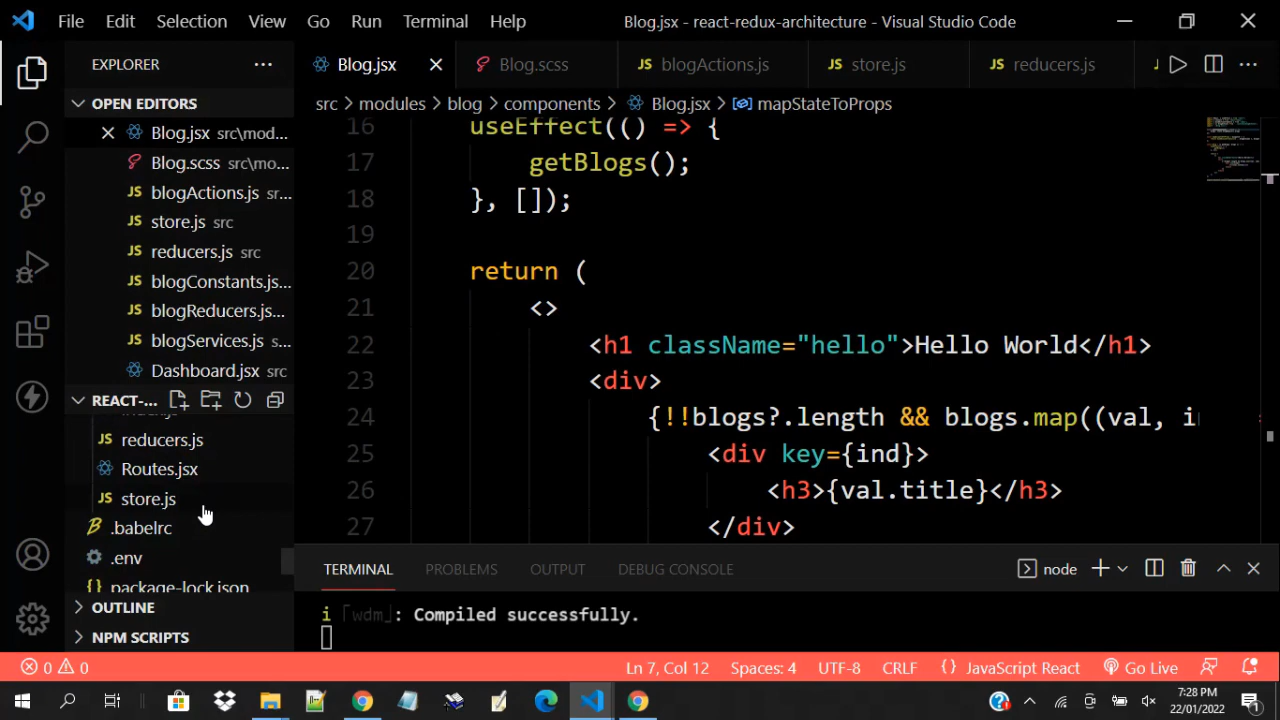 File Edit Selection View Go Run Terminal Help Blog.jsx - react-redux-architecture - Visual Studio Code
EXPLORER
OPEN EDITORS
Blog.jsx src\mod...
Blog.scss src\mo...
blogActions.js sr...
store.js src
reducers.js src
blogConstants.js...
blogReducers.js...
blogServices.js s...
Dashboard.jsx src
REACT-...
reducers.js
Routes.jsx
store.js
.babelrc
.env
package-lock.json
OUTLINE
NPM SCRIPTS
Blog.jsx Blog.scss blogActions.js store.js reducers.js
src > modules > blog > components > Blog.jsx > mapStateToProps
16 useEffect(() => {
17 getBlogs();
18 }, []);
19
20 return (
21 <>
22 <h1 className="hello">Hello World</h1>
23 <div>
24 {!!blogs?.length && blogs.map((val, i
25 <div key={ind}>
26 <h3>{val.title}</h3>
27 </div>
TERMINAL PROBLEMS OUTPUT DEBUG CONSOLE node
i ｢wdm｣: Compiled successfully.
0 0 Ln 7, Col 12 Spaces: 4 UTF-8 CRLF JavaScript React Go Live
7:28 PM
22/01/2022